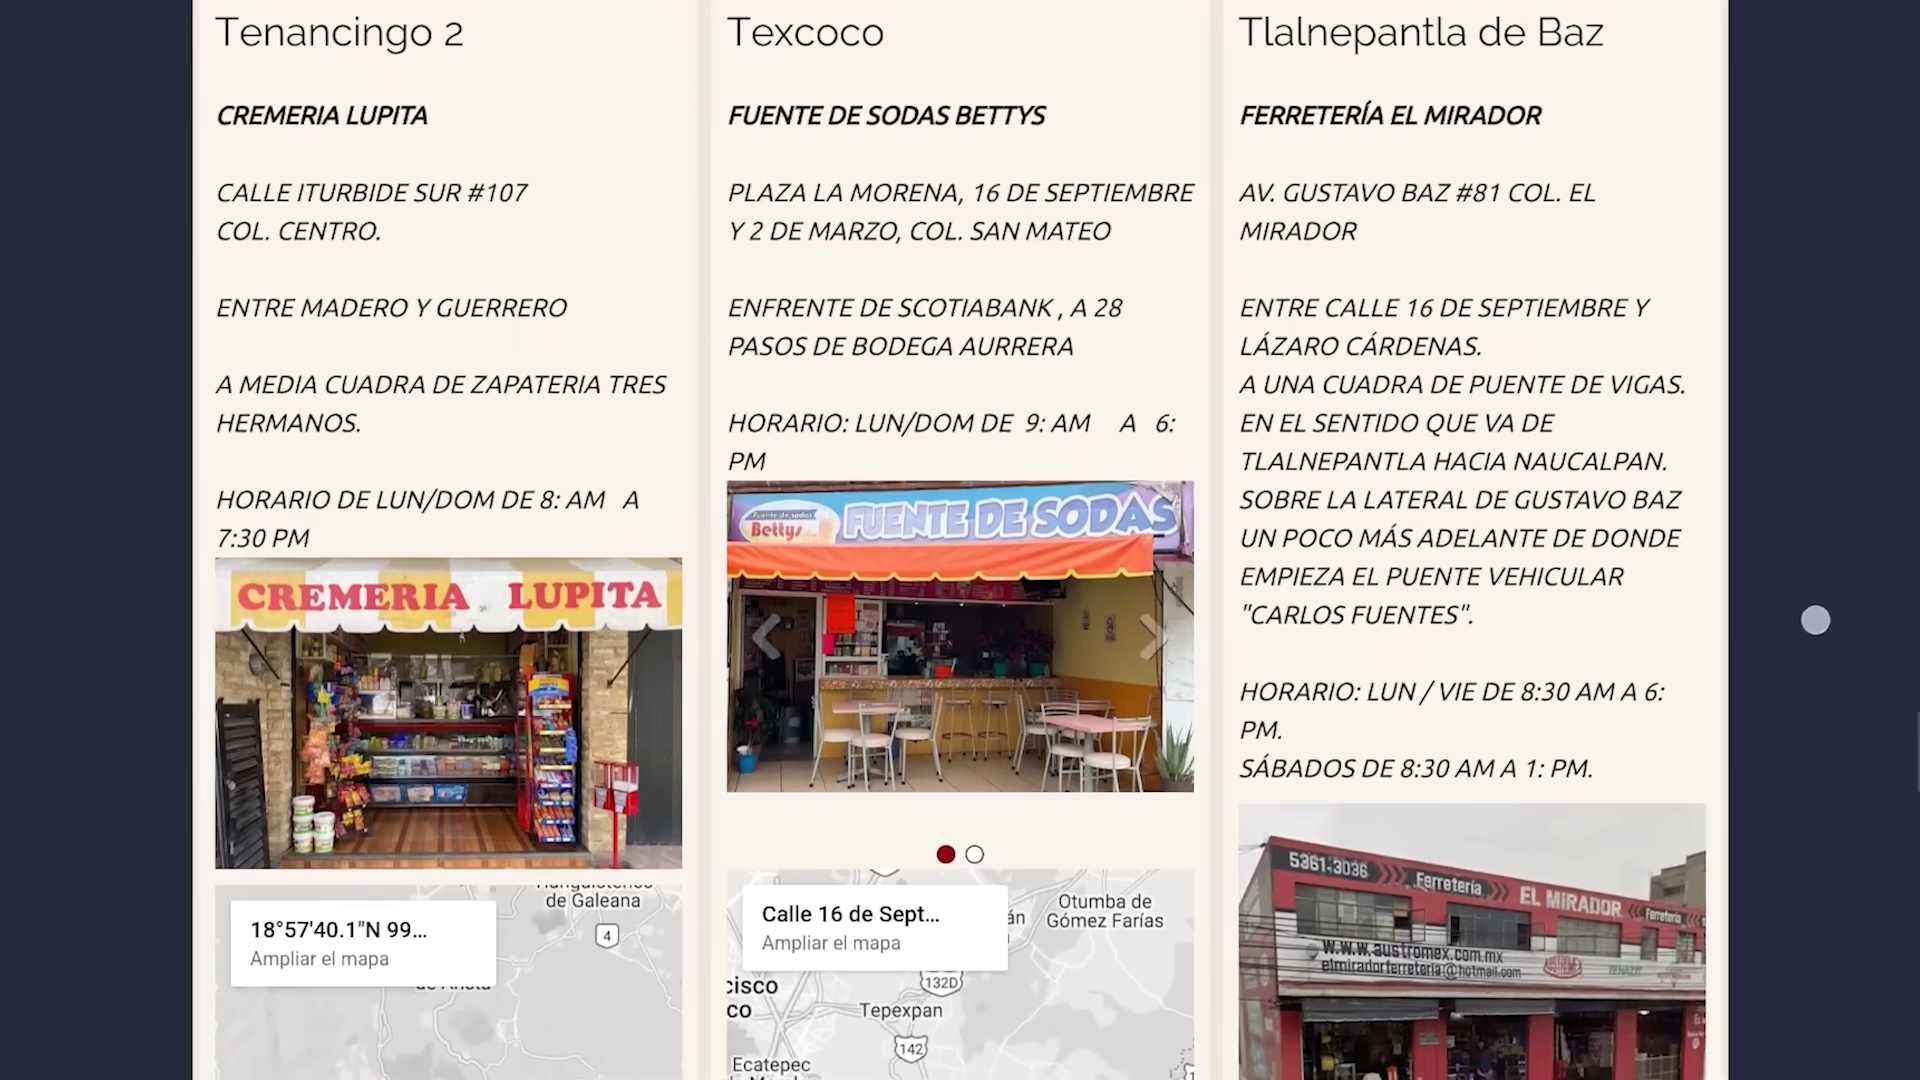 Tenancingo 2
CREMERIA LUPITA
CALLE ITURBIDE SUR #107
COL. CENTRO.
ENTRE MADERO Y GUERRERO
A MEDIA CUADRA DE ZAPATERIA TRES
HERMANOS.
HORARIO DE LUN/DOM DE 8: AM A
7:30 PM
CREMERIA LUPITA
de Galeana
4
18°57'40.1"N 99...
Ampliar el mapa
Texcoco
FUENTE DE SODAS BETTYS
PLAZA LA MORENA, 16 DE SEPTIEMBRE
Y 2 DE MARZO, COL. SAN MATEO
ENFRENTE DE SCOTIABANK , A 28
PASOS DE BODEGA AURRERA
HORARIO: LUN/DOM DE 9: AM A 6:
PM
Fuente de sodas
Bettys
FUENTE DE SODAS
Calle 16 de Sept...
Ampliar el mapa
Otumba de
Gómez Farías
132D
Tepexpan
142
Ecatepec
Tlalnepantla de Baz
FERRETERÍA EL MIRADOR
AV. GUSTAVO BAZ #81 COL. EL
MIRADOR
ENTRE CALLE 16 DE SEPTIEMBRE Y
LÁZARO CÁRDENAS.
A UNA CUADRA DE PUENTE DE VIGAS.
EN EL SENTIDO QUE VA DE
TLALNEPANTLA HACIA NAUCALPAN.
SOBRE LA LATERAL DE GUSTAVO BAZ
UN POCO MÁS ADELANTE DE DONDE
EMPIEZA EL PUENTE VEHICULAR
"CARLOS FUENTES".
HORARIO: LUN / VIE DE 8:30 AM A 6:
PM.
SÁBADOS DE 8:30 AM A 1: PM.
5361-3036 Ferretería EL MIRADOR Ferretería
www.austromex.com.mx
elmiradorferreteria@hotmail.com
AUSTROMEX